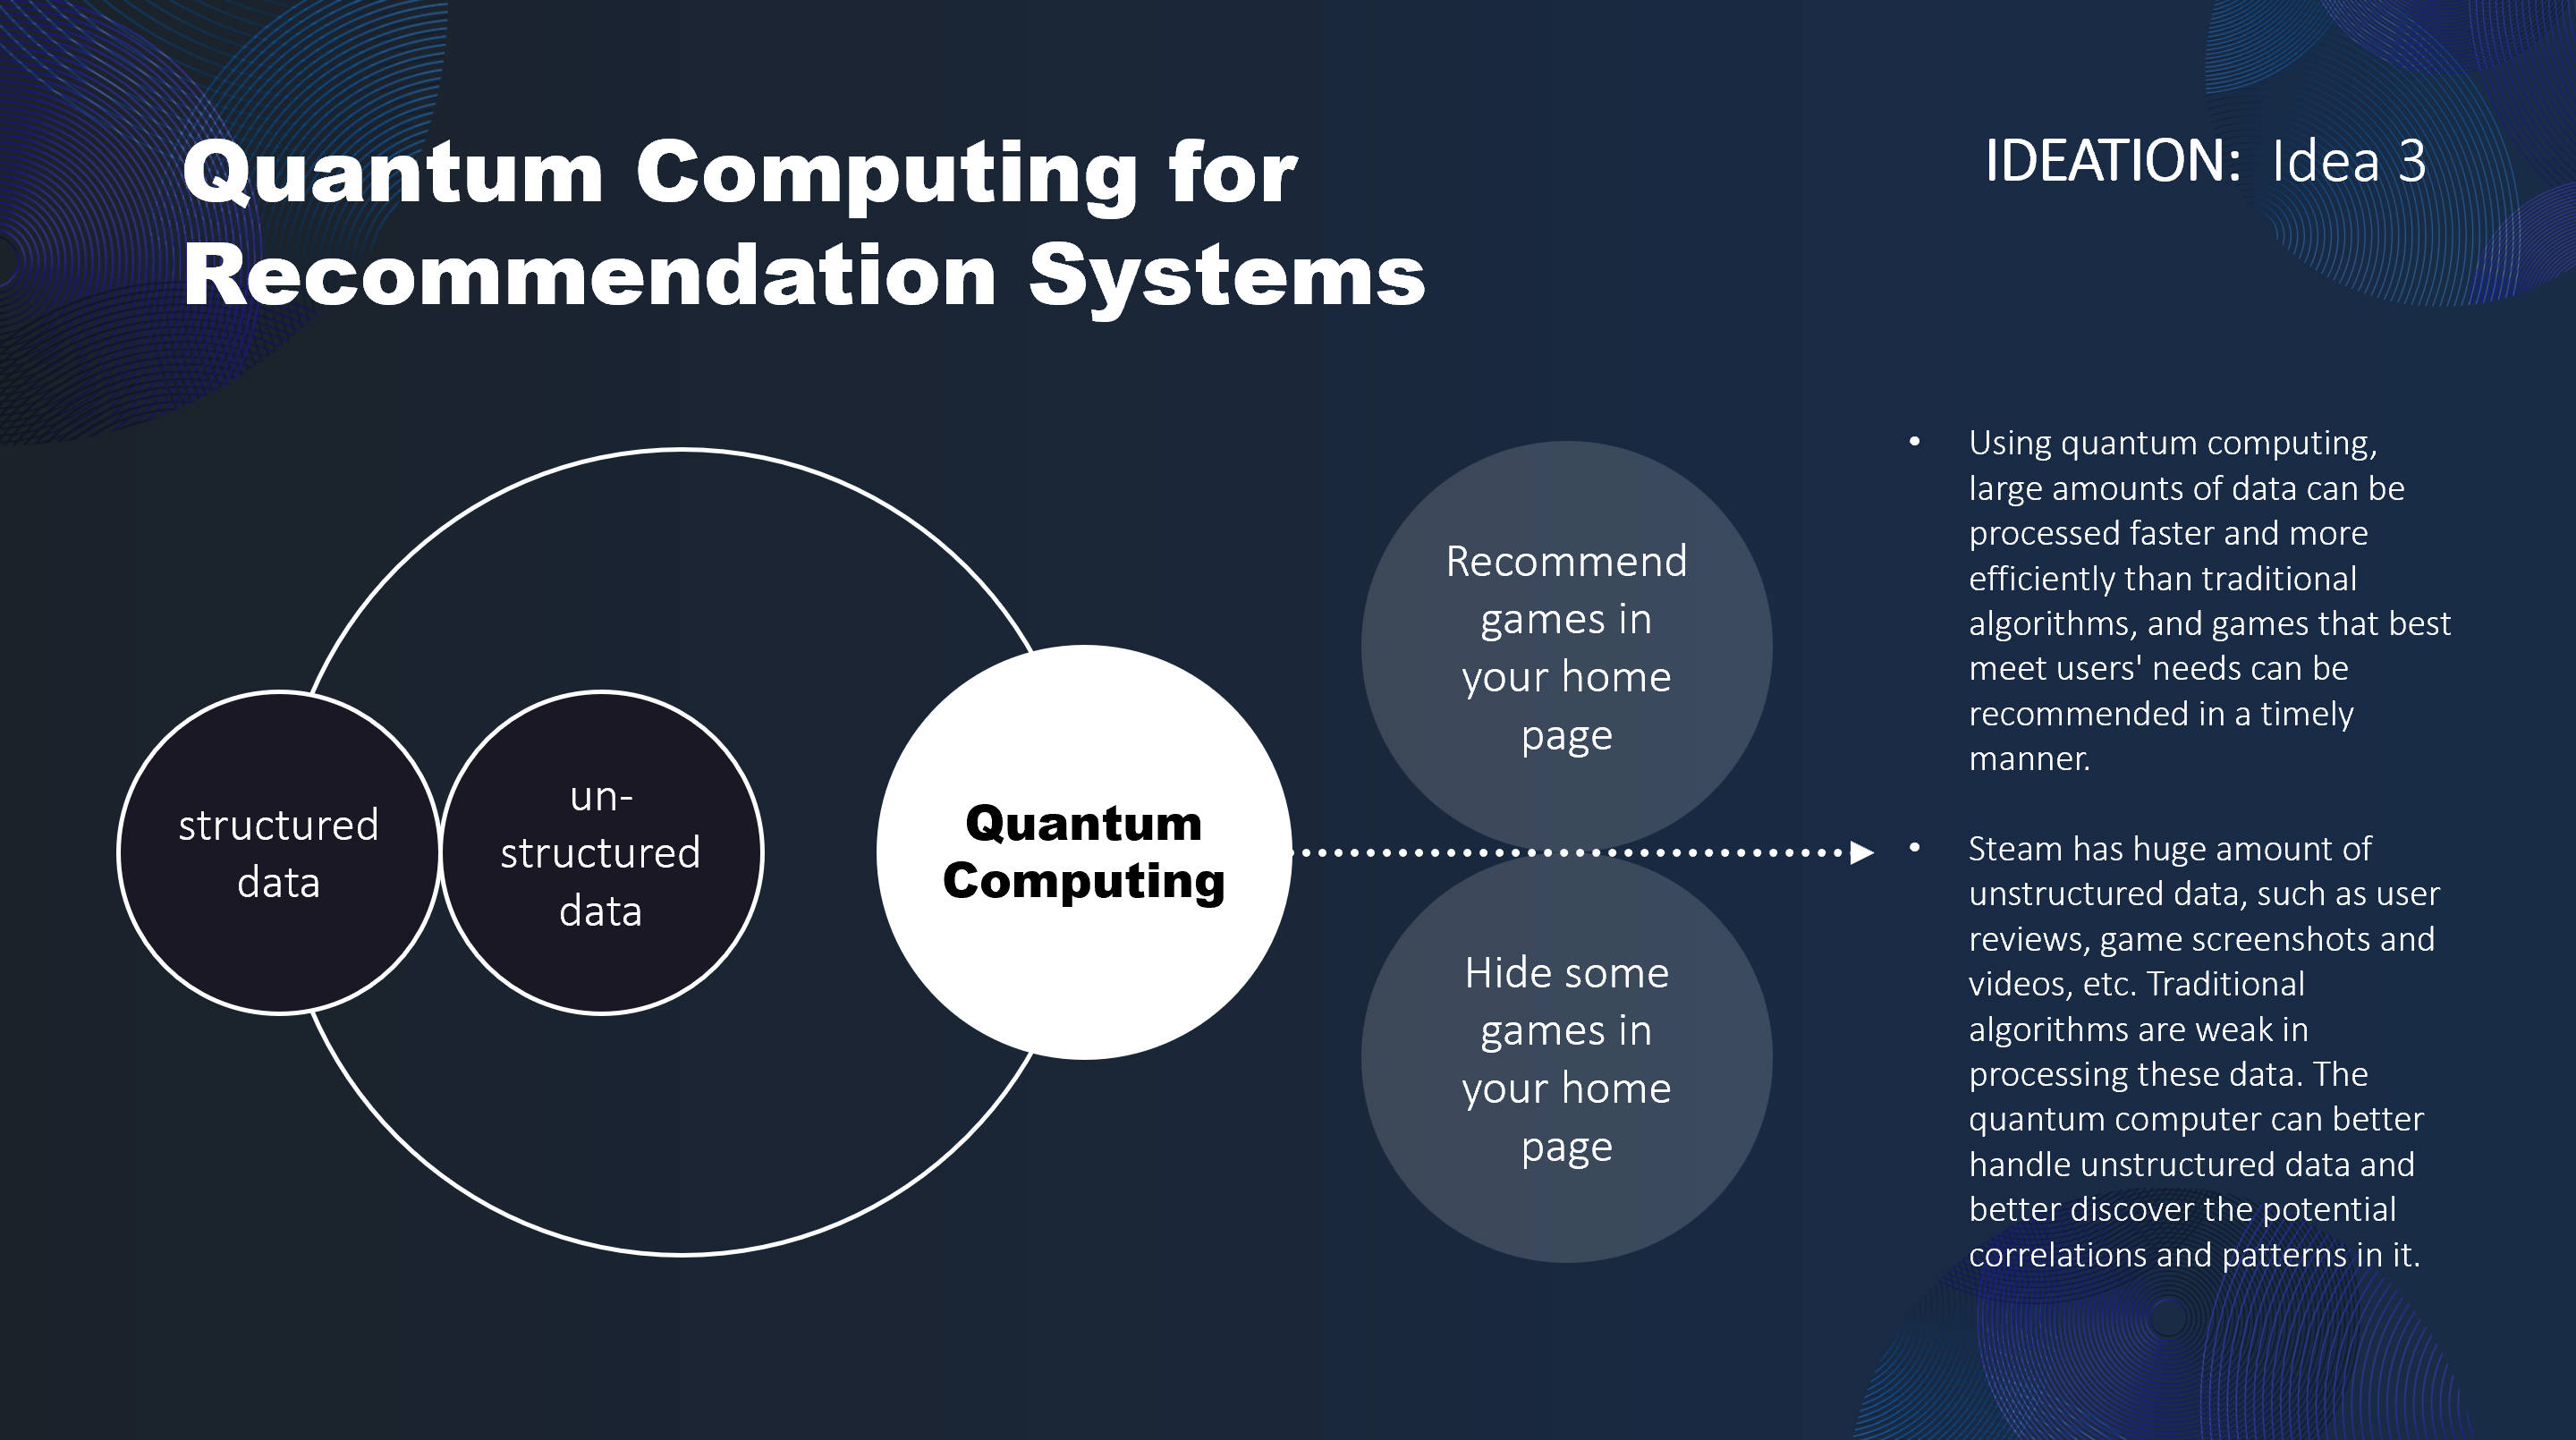 Quantum Computing for
Recommendation Systems
IDEATION: Idea 3
structured
data
un-
structured
data
Quantum
Computing
Recommend
games in
your home
page
Hide some
games in
your home
page
• Using quantum computing,
large amounts of data can be
processed faster and more
efficiently than traditional
algorithms, and games that best
meet users' needs can be
recommended in a timely
manner.
• Steam has huge amount of
unstructured data, such as user
reviews, game screenshots and
videos, etc. Traditional
algorithms are weak in
processing these data. The
quantum computer can better
handle unstructured data and
better discover the potential
correlations and patterns in it.